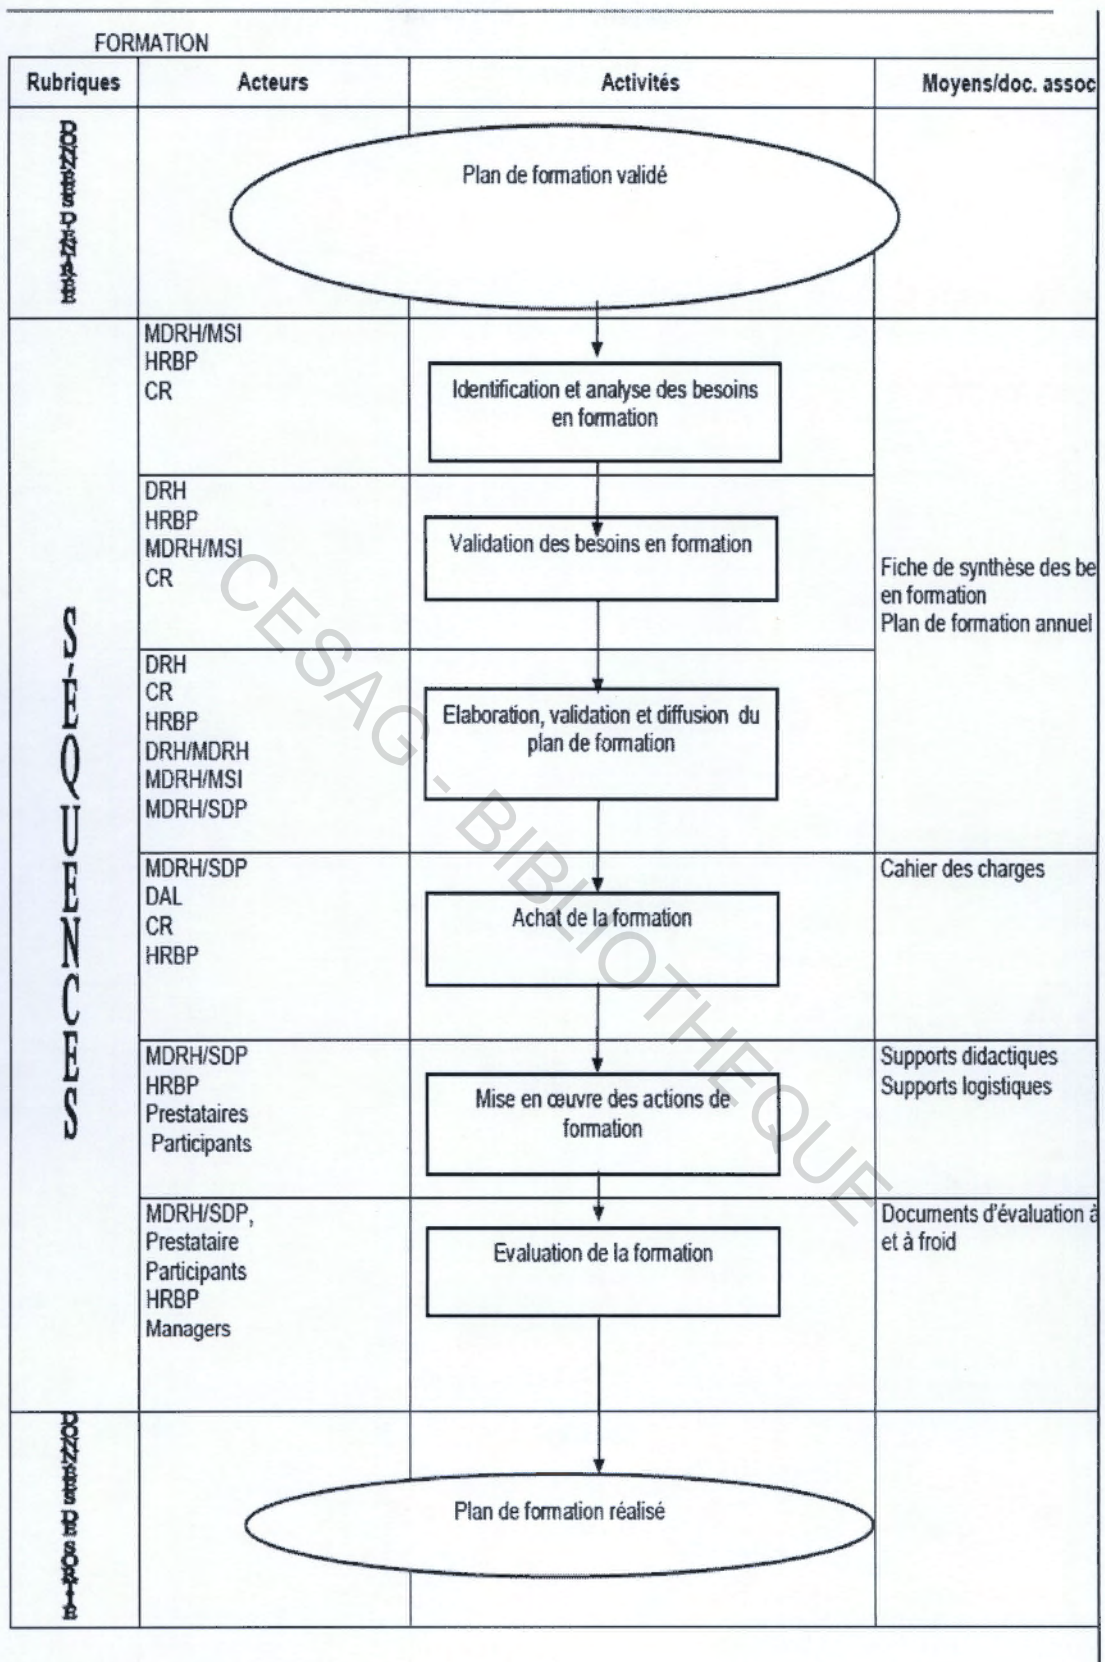 FORMATION
Rubriques Acteurs Activités Moyens/doc. assoc
DONNÉES D'ENTRÉE
Plan de formation validé
SÉQUENCES
MDRH/MSI
HRBP
CR
Identification et analyse des besoins
en formation
DRH
HRBP
MDRH/MSI
CR
Validation des besoins en formation
Fiche de synthèse des be
en formation
Plan de formation annuel
DRH
CR
HRBP
DRH/MDRH
MDRH/MSI
MDRH/SDP
Elaboration, validation et diffusion du
plan de formation
MDRH/SDP
DAL
CR
HRBP
Achat de la formation
Cahier des charges
MDRH/SDP
HRBP
Prestataires
Participants
Mise en œuvre des actions de
formation
Supports didactiques
Supports logistiques
MDRH/SDP,
Prestataire
Participants
HRBP
Managers
Evaluation de la formation
Documents d'évaluation à
et à froid
DONNÉES DE SORTIE
Plan de formation réalisé
CESAG - BIBLIOTHEQUE